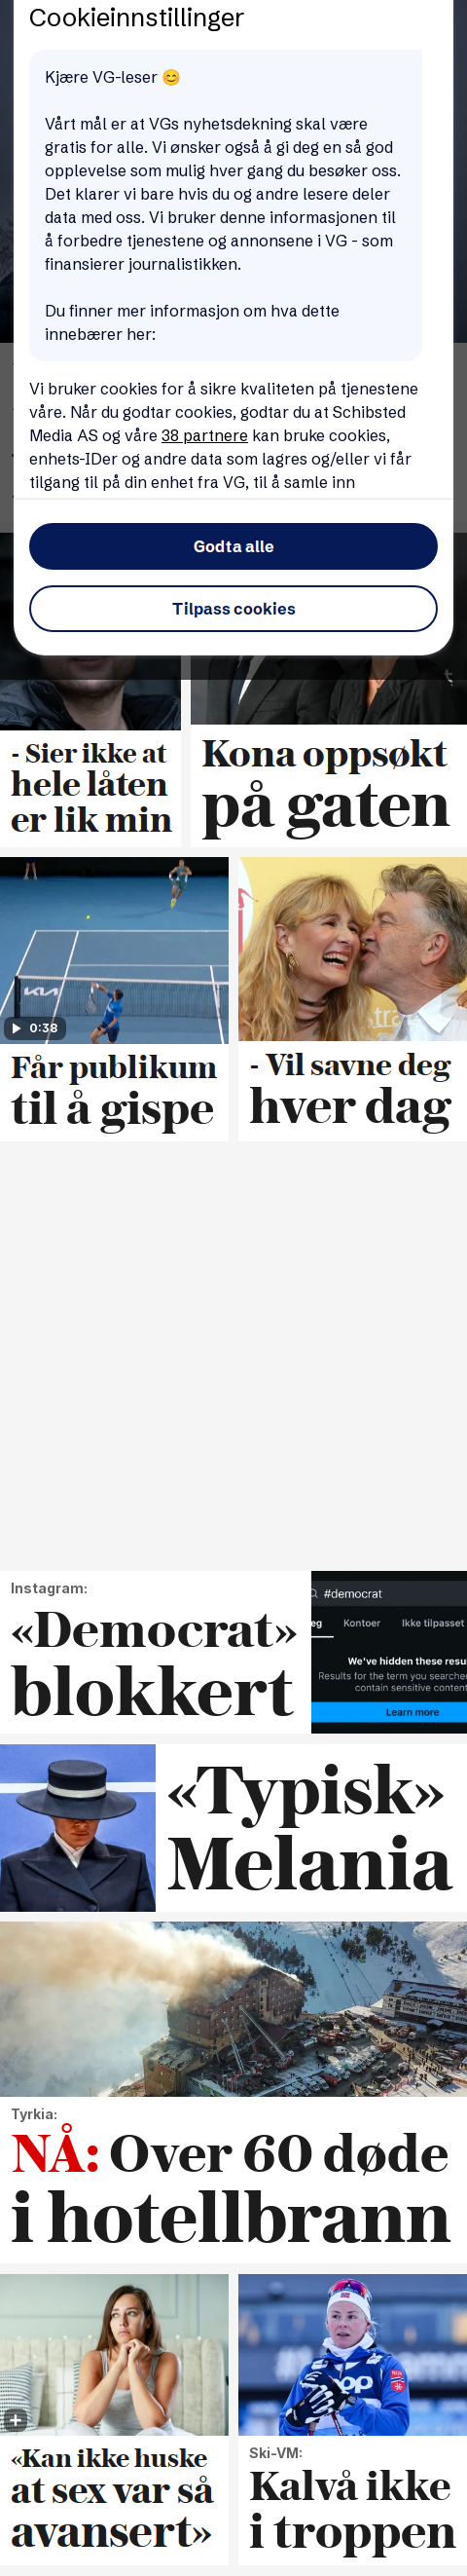 Cookieinnstillinger
Kjære VG-leser 😊
Vårt mål er at VGs nyhetsdekning skal være
gratis for alle. Vi ønsker også å gi deg en så god
opplevelse som mulig hver gang du besøker oss.
Det klarer vi bare hvis du og andre lesere deler
data med oss. Vi bruker denne informasjonen til
å forbedre tjenestene og annonsene i VG - som
finansierer journalistikken.
Du finner mer informasjon om hva dette
innebærer her:
Vi bruker cookies for å sikre kvaliteten på tjenestene
våre. Når du godtar cookies, godtar du at Schibsted
Media AS og våre 38 partnere kan bruke cookies,
enhets-IDer og andre data som lagres og/eller vi får
tilgang til på din enhet fra VG, til å samle inn
Godta alle
Tilpass cookies
- Sier ikke at
hele låten
er lik min
Kona oppsøkt
på gaten
KIA
0:38
Får publikum
til å gispe
- Vil savne deg
hver dag
Instagram:
«Democrat»
blokkert
#democrat
Kontoer
Ikke tilpasset
We've hidden these resu
Results for the term you searched
contain sensitive content
Learn more
«Typisk»
Melania
Tyrkia:
NÅ: Over 60 døde
i hotellbrann
«Kan ikke huske
at sex var så
avansert»
coop
Ski-VM:
Kalvå ikke
i troppen